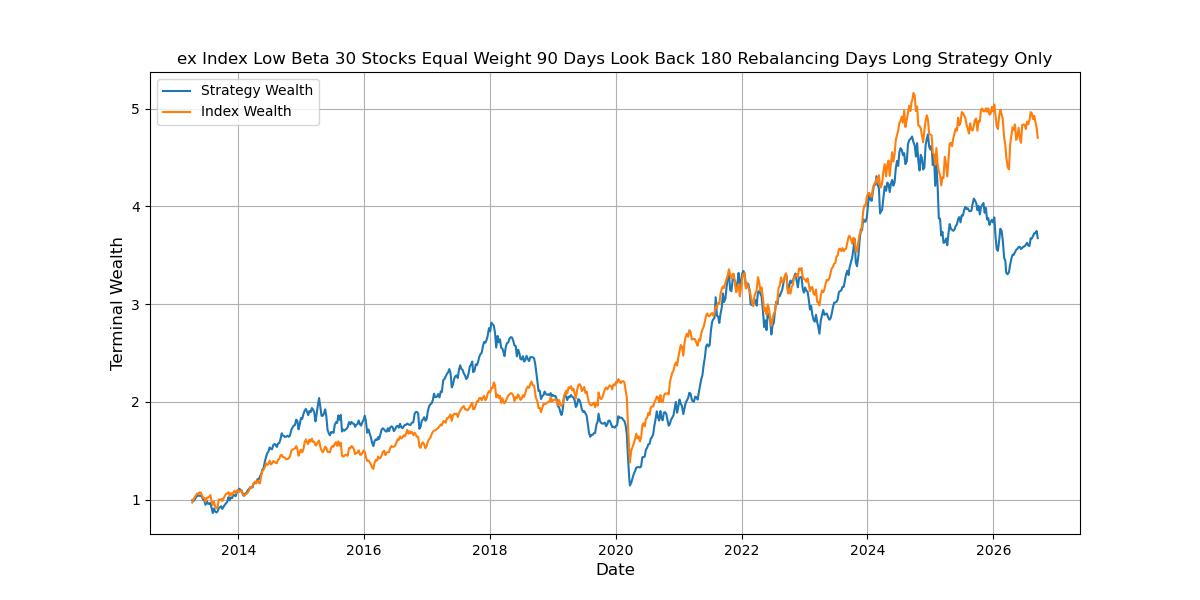 ex Index Low Beta 30 Stocks Equal Weight 90 Days Look Back 180 Rebalancing Days Long Strategy Only
Strategy Wealth
Index Wealth
Terminal Wealth
5
4
3
2
1
2014 2016 2018 2020 2022 2024 2026
Date